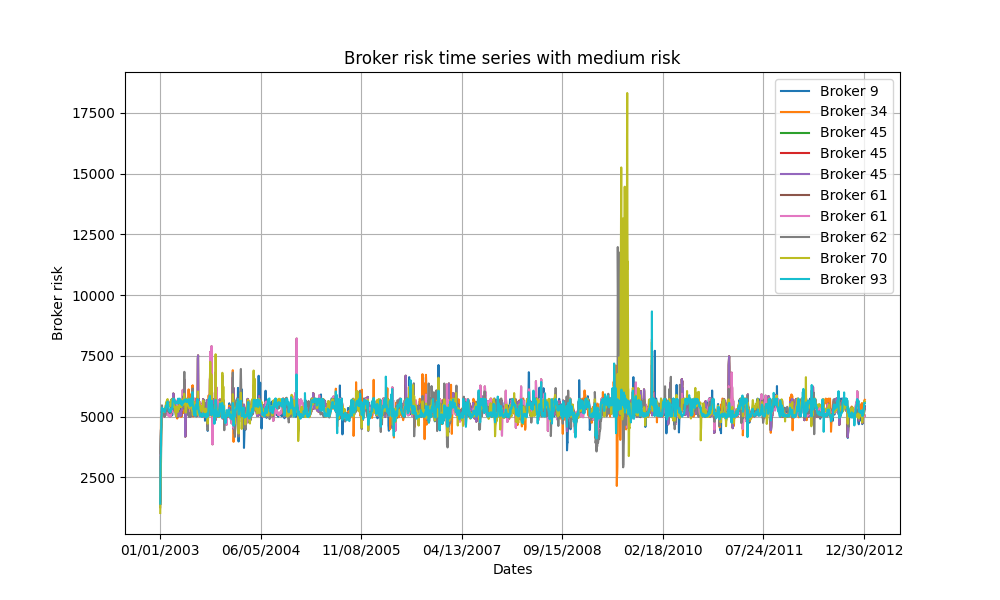 Broker risk time series with medium risk
Broker 9
Broker 34
Broker 45
Broker 45
Broker 45
Broker 61
Broker 61
Broker 62
Broker 70
Broker 93
17500
15000
12500
10000
7500
5000
2500
Broker risk
01/01/2003 06/05/2004 11/08/2005 04/13/2007 09/15/2008 02/18/2010 07/24/2011 12/30/2012
Dates